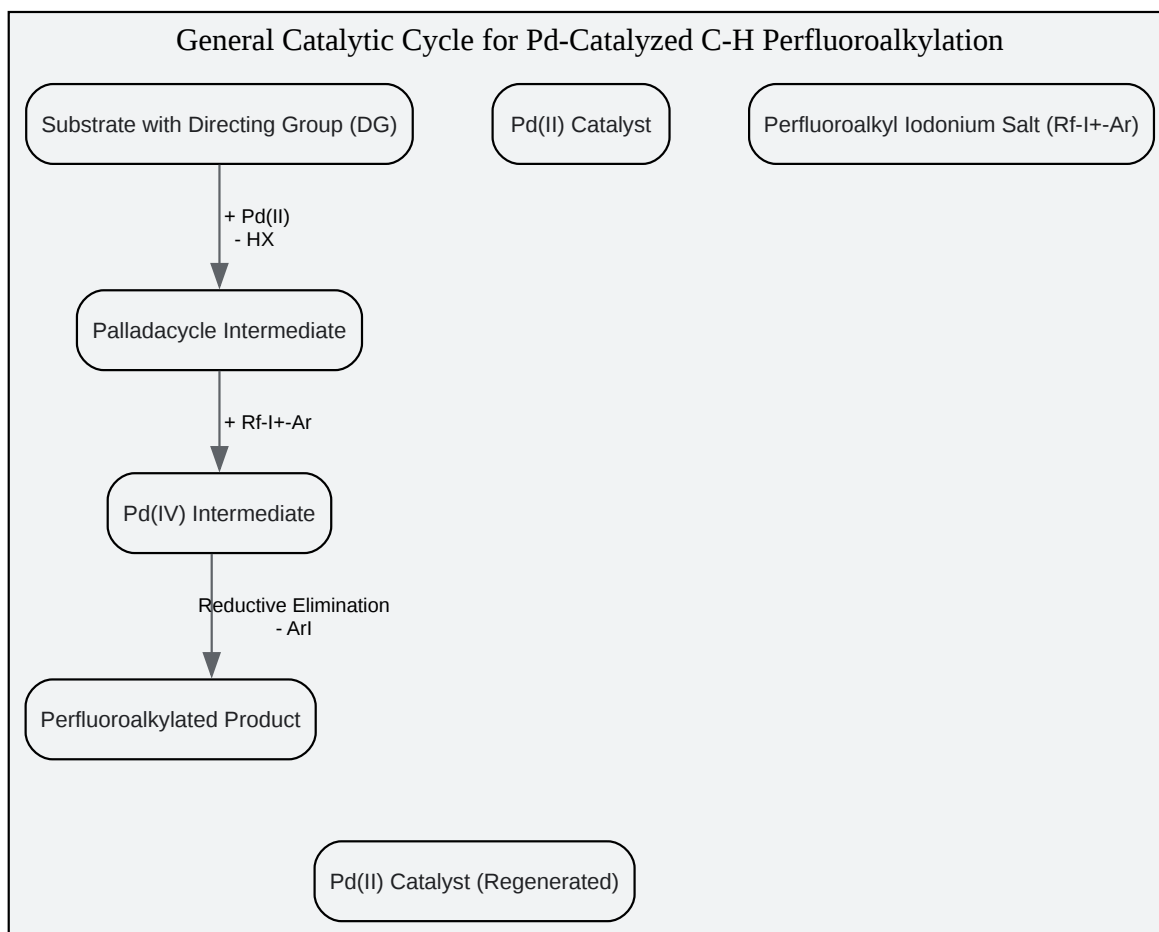 General Catalytic Cycle for Pd-Catalyzed C-H Perfluoroalkylation
Substrate with Directing Group (DG)
Pd(II) Catalyst
Perfluoroalkyl Iodonium Salt (Rf-I+-Ar)
+ Pd(II)
- HX
Palladacycle Intermediate
+ Rf-I+-Ar
Pd(IV) Intermediate
Reductive Elimination
- ArI
Perfluoroalkylated Product
Pd(II) Catalyst (Regenerated)